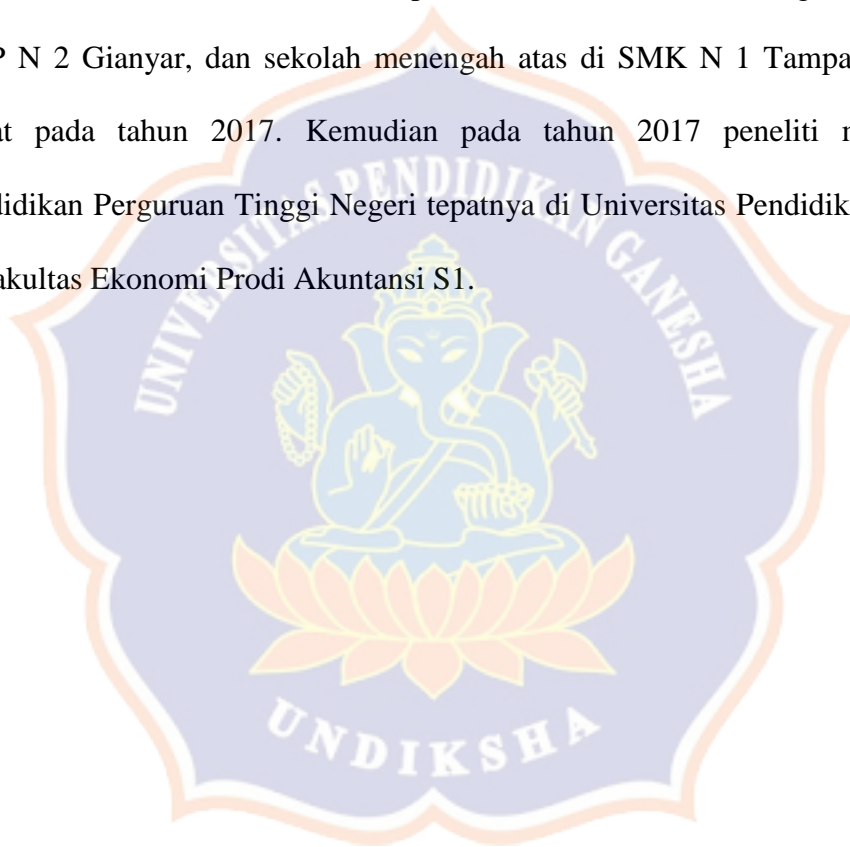 P N 2 Gianyar, dan sekolah menengah atas di SMK N 1 Tampa
at pada tahun 2017. Kemudian pada tahun 2017 peneliti
didikan Perguruan Tinggi Negeri tepatnya di Universitas Pendidik
akultas Ekonomi Prodi Akuntansi S1.
UNIVERSITAS PENDIDIKAN GANESHA
UNDIKSHA